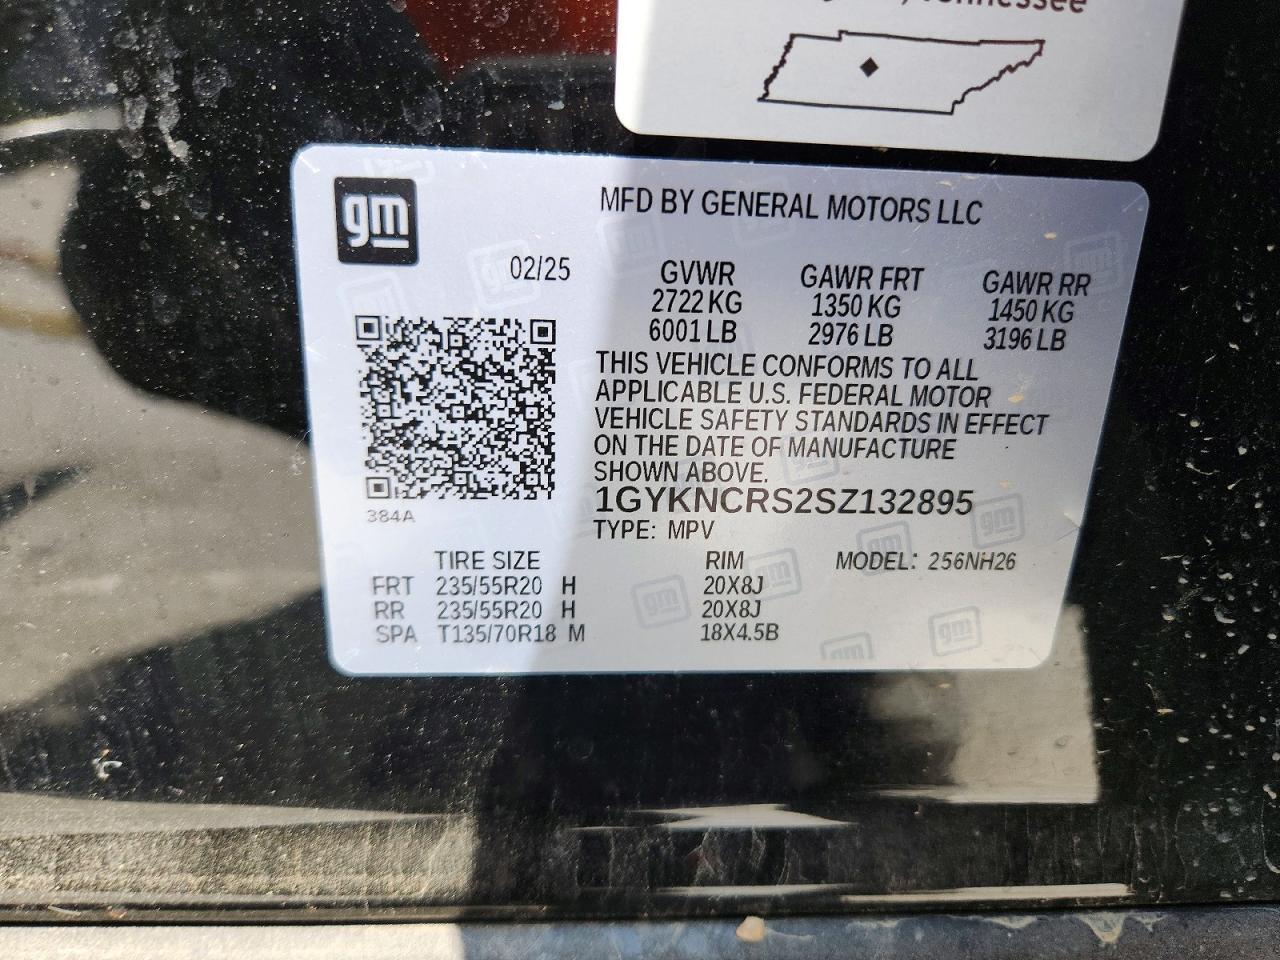 Tennessee
gm
MFD BY GENERAL MOTORS LLC
02/25
GVWR GAWR FRT GAWR RR
2722 KG 1350 KG 1450 KG
6001 LB 2976 LB 3196 LB
THIS VEHICLE CONFORMS TO ALL
APPLICABLE U.S. FEDERAL MOTOR
VEHICLE SAFETY STANDARDS IN EFFECT
ON THE DATE OF MANUFACTURE
SHOWN ABOVE.
1GYKNCRS2SZ132895
384A
TYPE: MPV
TIRE SIZE RIM MODEL: 256NH26
FRT 235/55R20 H 20X8J
RR 235/55R20 H 20X8J
SPA T135/70R18 M 18X4.5B